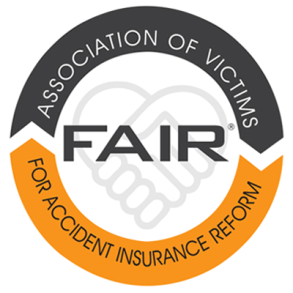 ASSOCIATION OF VICTIMS
FAIR®
FOR ACCIDENT INSURANCE REFORM